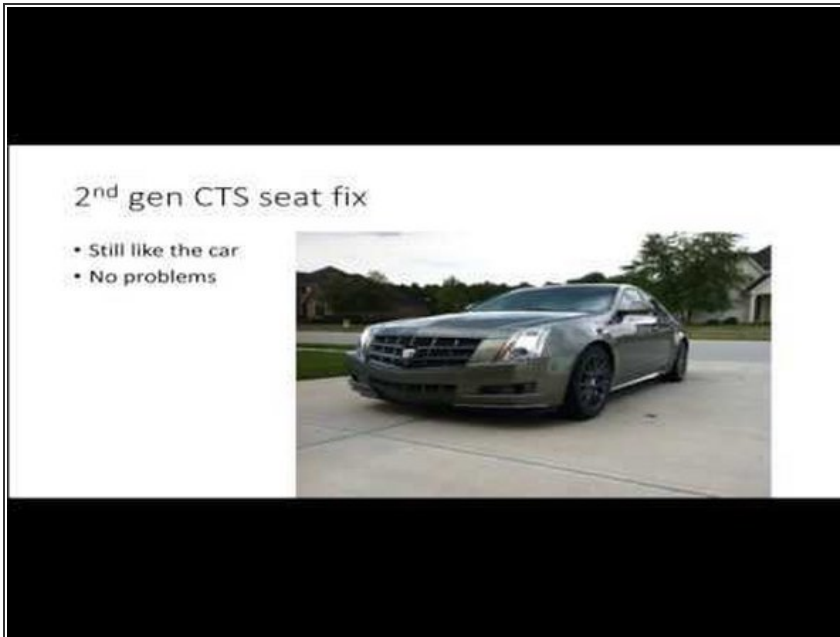 2nd gen CTS seat fix
• Still like the car
• No problems